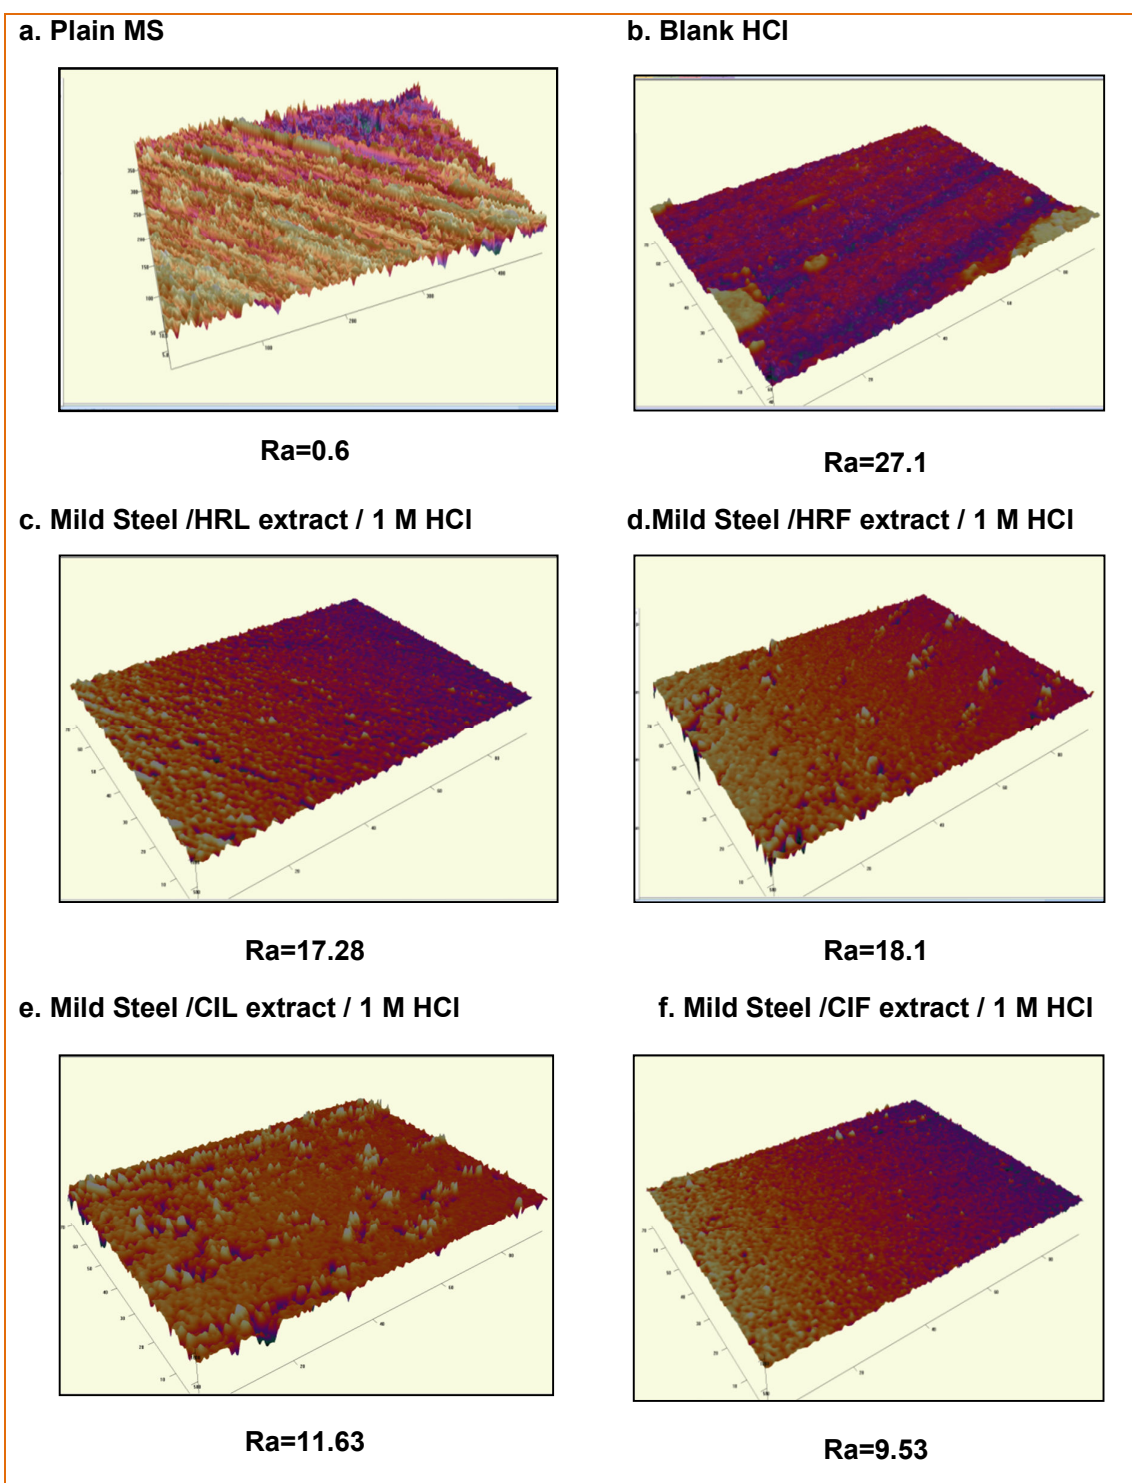 a. Plain MS
b. Blank HCl
Ra=0.6
Ra=27.1
c. Mild Steel /HRL extract / 1 M HCl
d.Mild Steel /HRF extract / 1 M HCl
Ra=17.28
Ra=18.1
e. Mild Steel /CIL extract / 1 M HCl
f. Mild Steel /CIF extract / 1 M HCl
Ra=11.63
Ra=9.53